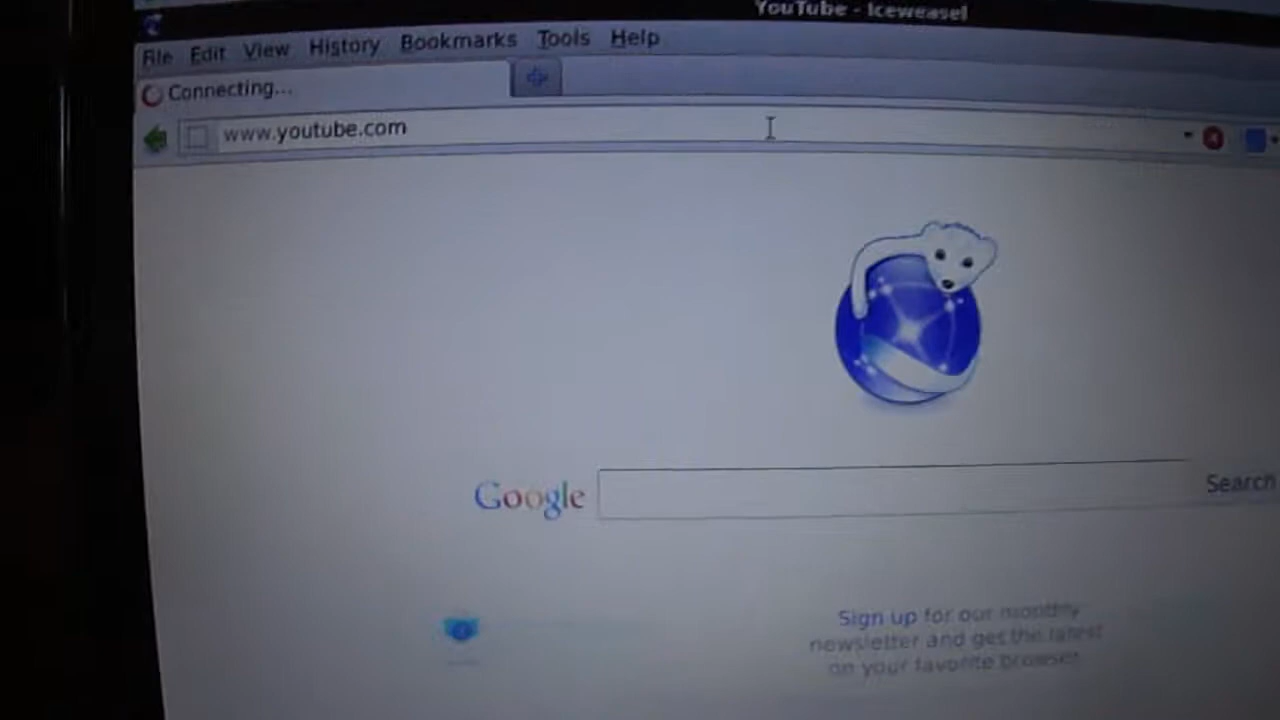 YouTube - Iceweasel
File Edit View History Bookmarks Tools Help
Connecting...
www.youtube.com
Google
Search
Sign up for our monthly
newsletter and get the latest
on your favorite browser.